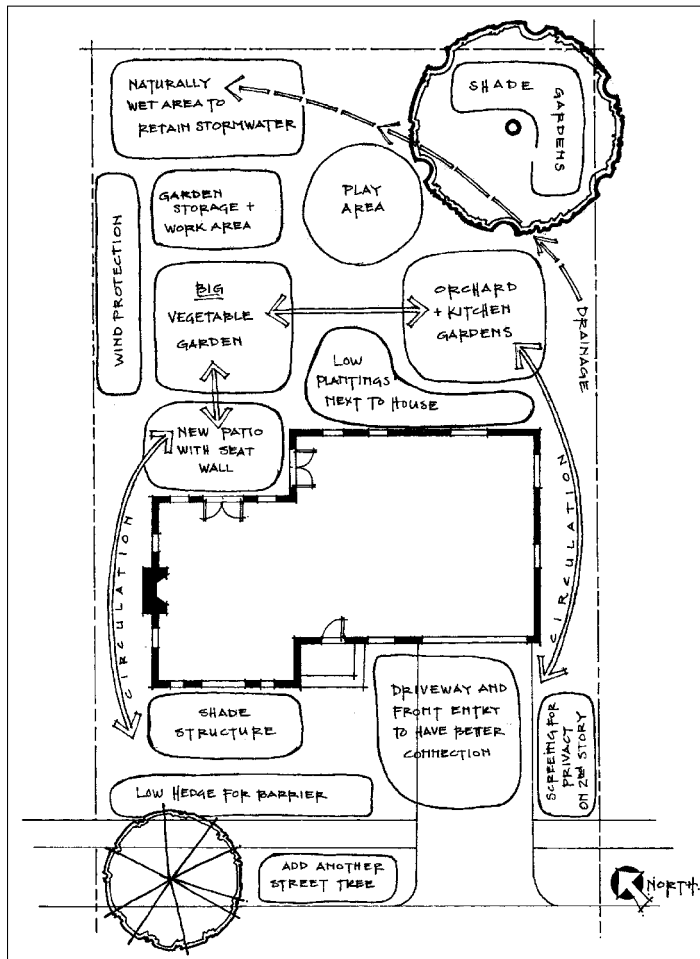 NATURALLY
WET AREA TO
RETAIN STORMWATER
SHADE
GARDENS
PLAY
AREA
GARDEN
STORAGE +
WORK AREA
WIND PROTECTION
BIG
VEGETABLE
GARDEN
ORCHARD
+ KITCHEN
GARDENS
DRAINAGE
LOW
PLANTINGS
NEXT TO HOUSE
NEW PATIO
WITH SEAT
WALL
CIRCULATION
CIRCULATION
SHADE
STRUCTURE
DRIVEWAY AND
FRONT ENTRY
TO HAVE BETTER
CONNECTION
SCREEING FOR
PRIVACT
ON 2ND STORY
LOW HEDGE FOR BARRIER
ADD ANOTHER
STREET TREE
NORTH.